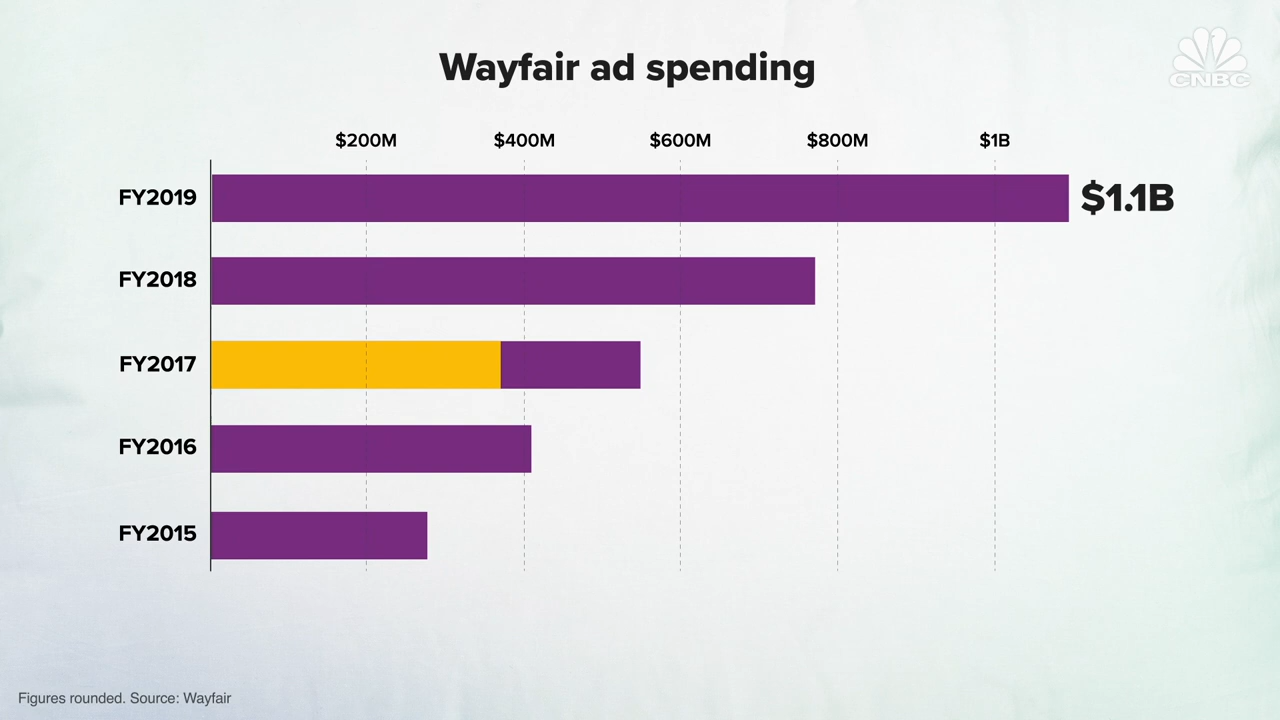 Wayfair ad spending
CNBC
$200M $400M $600M $800M $1B
FY2019 $1.1B
FY2018
FY2017
FY2016
FY2015
Figures rounded. Source: Wayfair